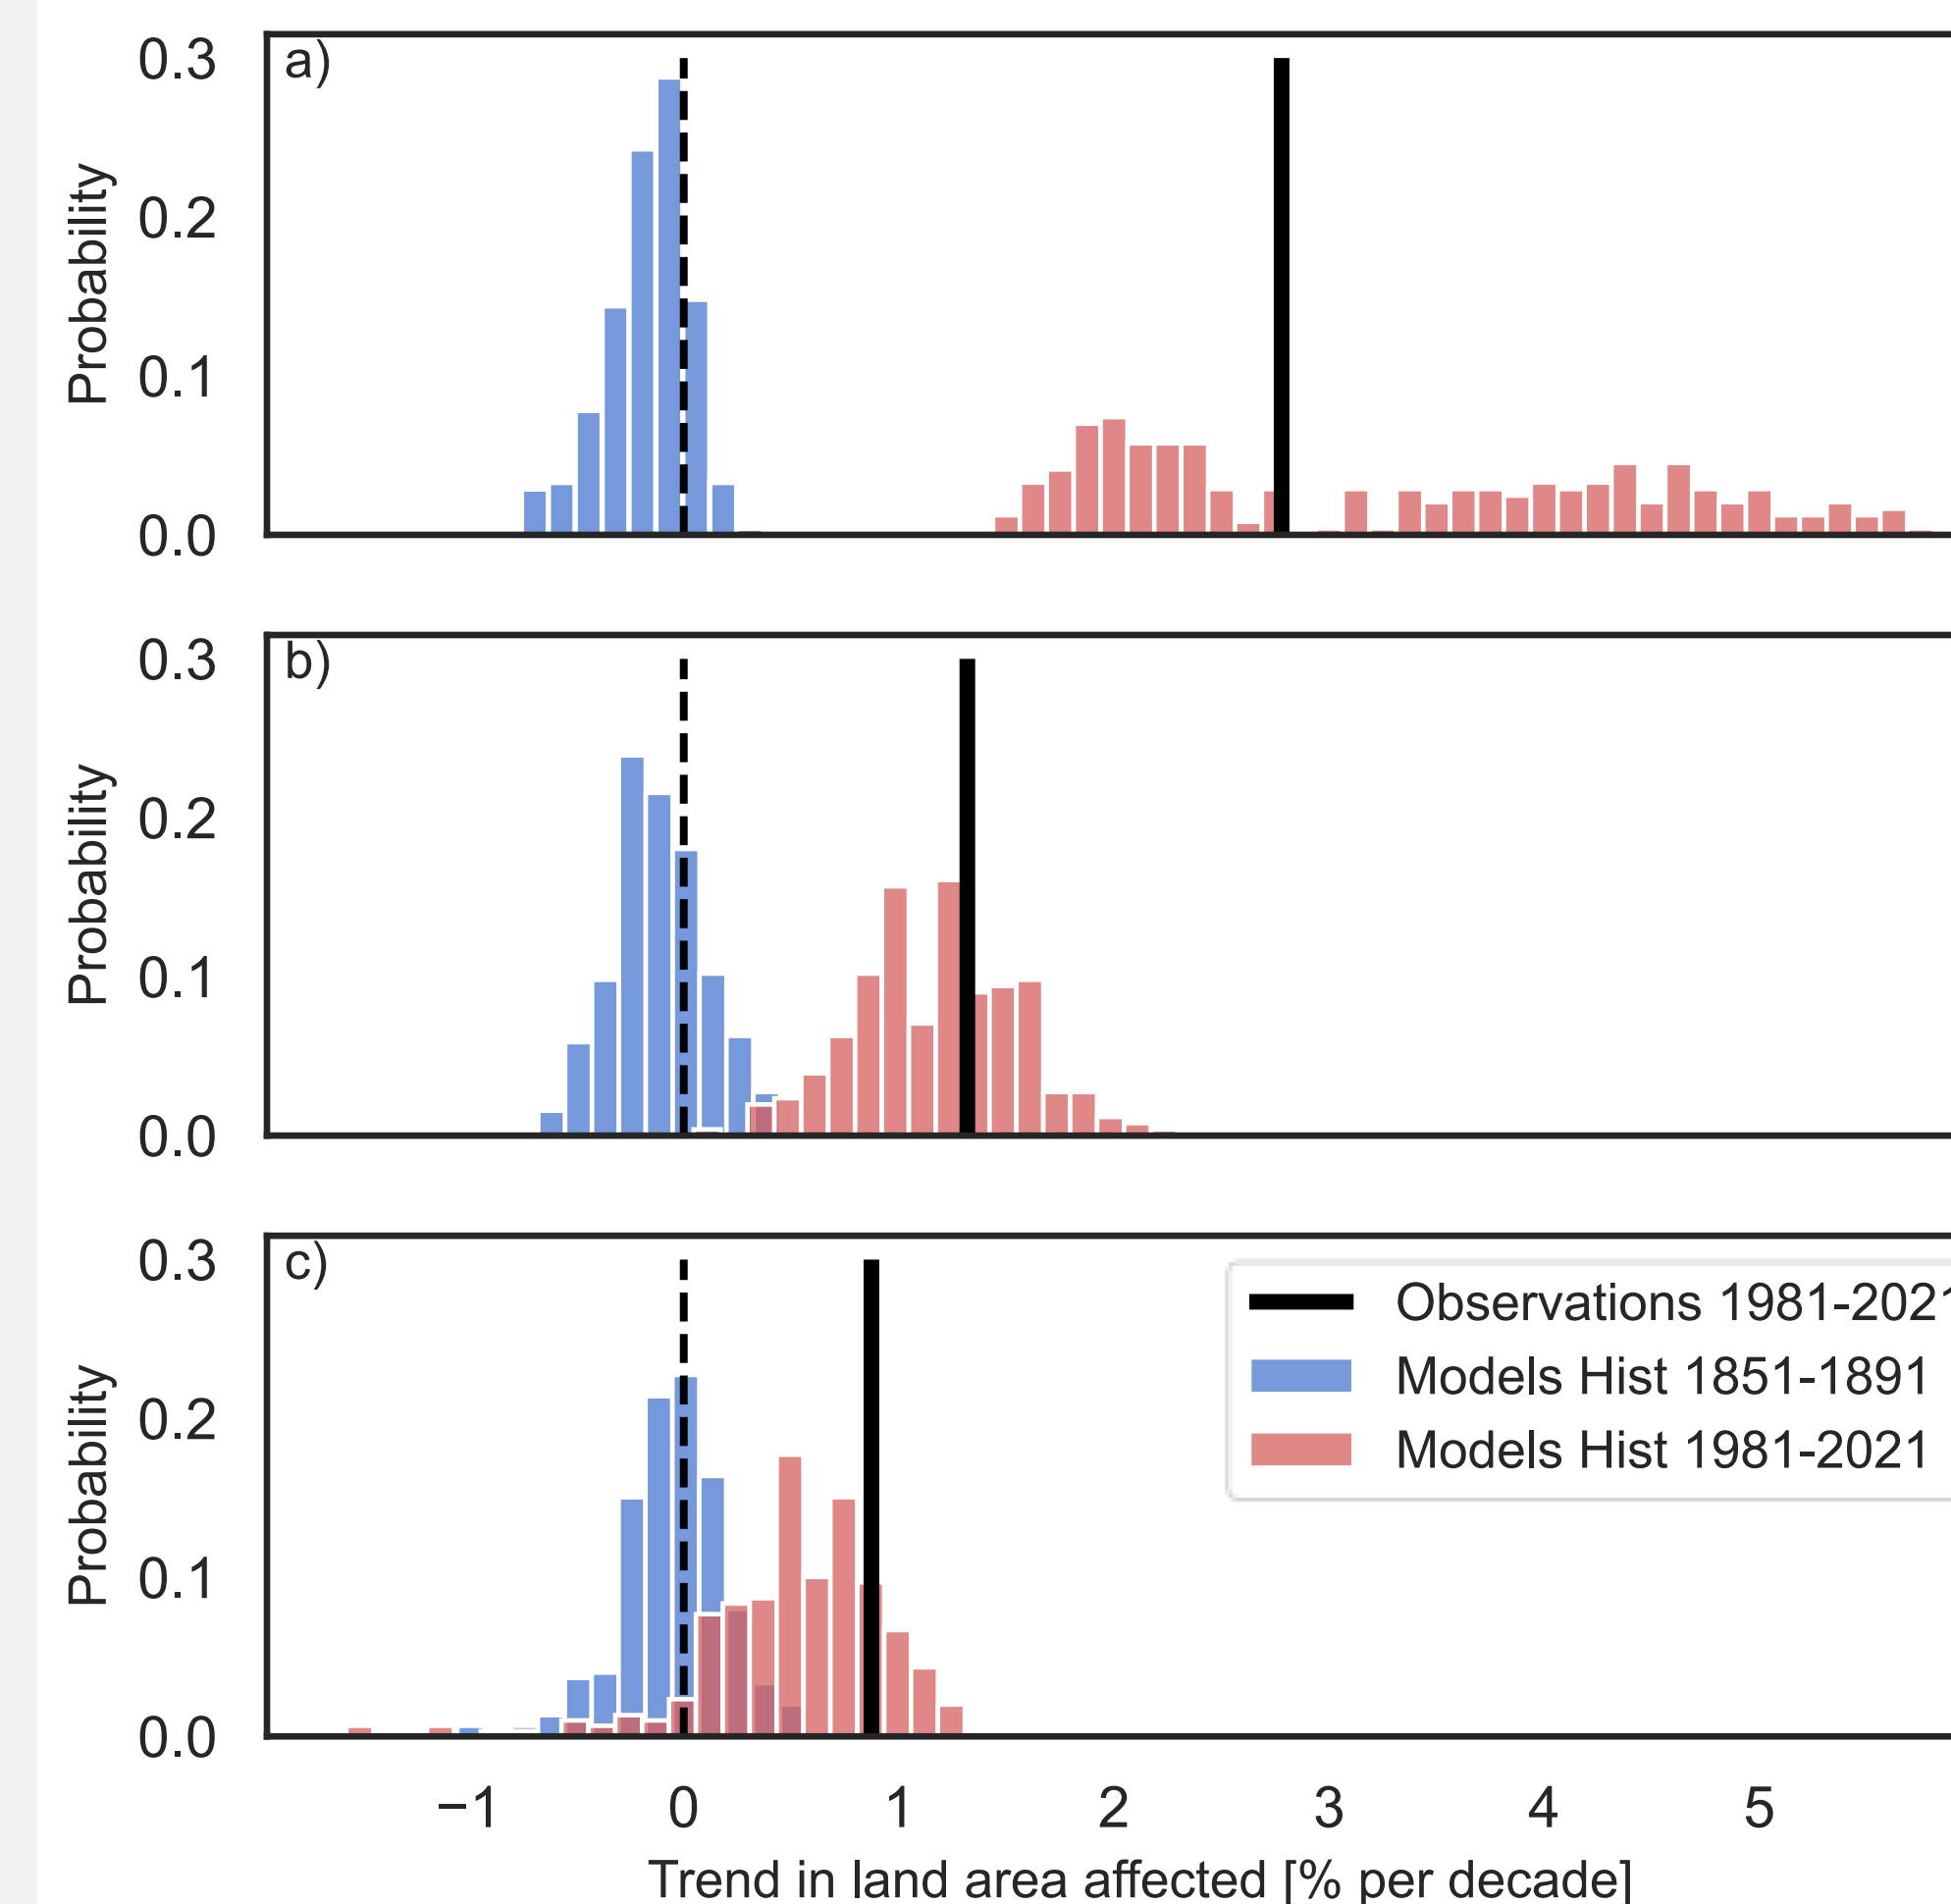 a)
0.3
0.2
0.1
0.0
Probability
b)
0.3
0.2
0.1
0.0
Probability
c)
0.3
0.2
0.1
0.0
Probability
Observations 1981-2021
Models Hist 1851-1891
Models Hist 1981-2021
−1 0 1 2 3 4 5
Trend in land area affected [% per decade]